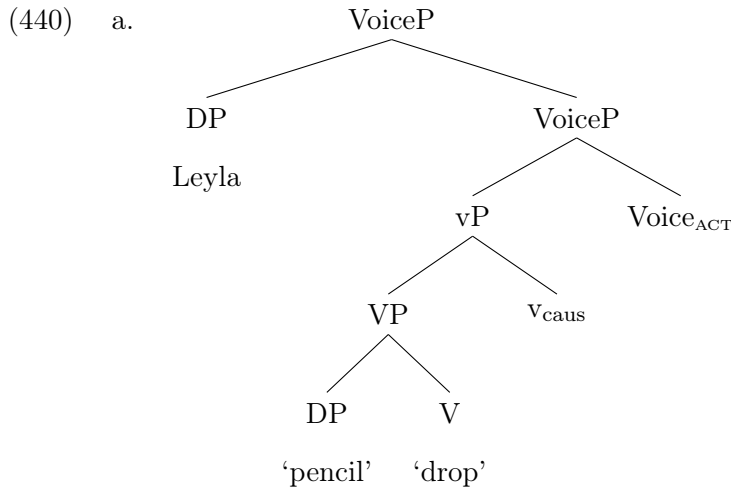 (440) a. VoiceP
DP VoiceP
Leyla
vP Voice_ACT
VP v_caus
DP V
‘pencil’ ‘drop’